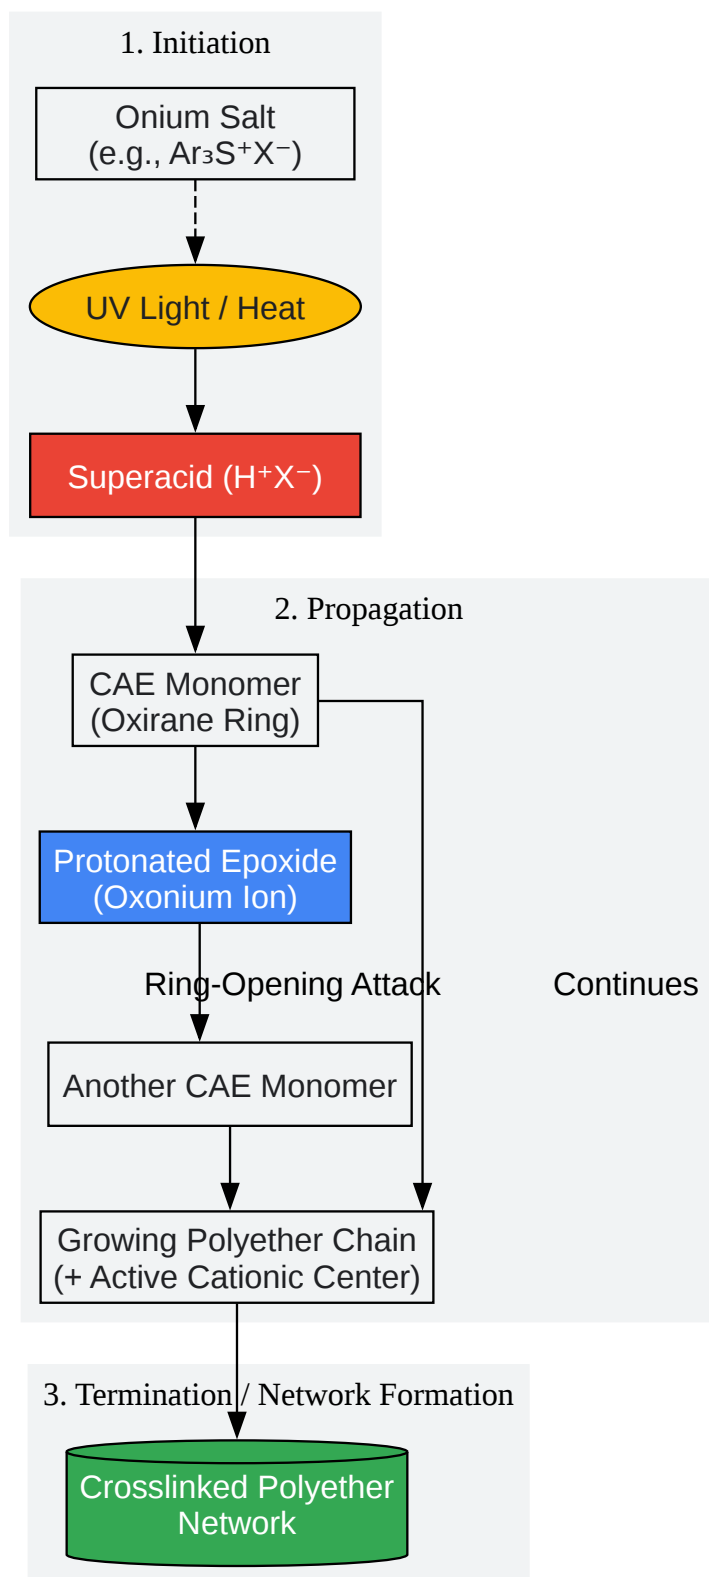 1. Initiation
Onium Salt
(e.g., Ar₃S⁺X⁻)
UV Light / Heat
Superacid (H⁺X⁻)
2. Propagation
CAE Monomer
(Oxirane Ring)
Protonated Epoxide
(Oxonium Ion)
Ring-Opening Attack
Continues
Another CAE Monomer
Growing Polyether Chain
(+ Active Cationic Center)
3. Termination / Network Formation
Crosslinked Polyether
Network